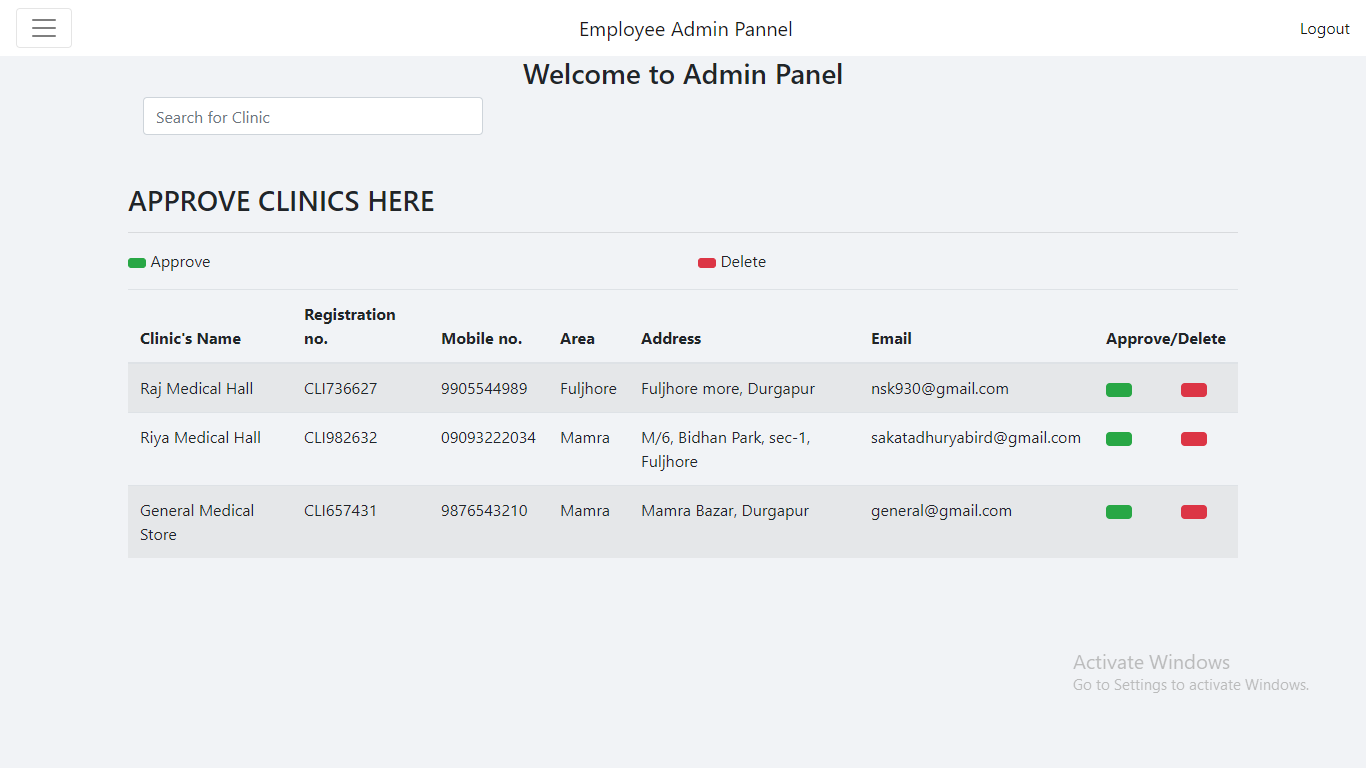 Employee Admin Pannel
Logout
Welcome to Admin Panel
Search for Clinic
APPROVE CLINICS HERE
Approve
Delete
Clinic's Name Registration no. Mobile no. Area Address Email Approve/Delete
Raj Medical Hall CLI736627 9905544989 Fuljhore Fuljhore more, Durgapur nsk930@gmail.com
Riya Medical Hall CLI982632 09093222034 Mamra M/6, Bidhan Park, sec-1, Fuljhore sakatadhuryabird@gmail.com
General Medical Store CLI657431 9876543210 Mamra Mamra Bazar, Durgapur general@gmail.com
Activate Windows
Go to Settings to activate Windows.